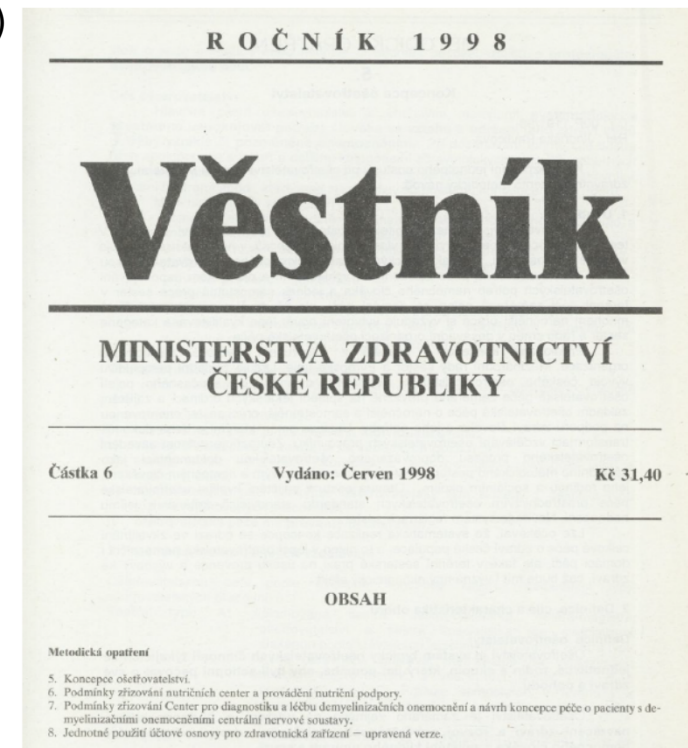 )
ROČNÍK 1998
Věstník
MINISTERSTVA ZDRAVOTNICTVÍ
ČESKÉ REPUBLIKY
Částka 6 Vydáno: Červen 1998 Kč 31,40
OBSAH
Metodická opatření
5. Koncepce ošetřovatelství.
6. Podmínky zřizování nutričních center a provádění nutriční podpory.
7. Podmínky zřizování Center pro diagnostiku a léčbu demyelinizačních onemocnění a návrh koncepce péče o pacienty s de-
myelinizačními onemocněními centrální nervové soustavy.
8. Jednotné použití účtové osnovy pro zdravotnická zařízení − upravená verze.